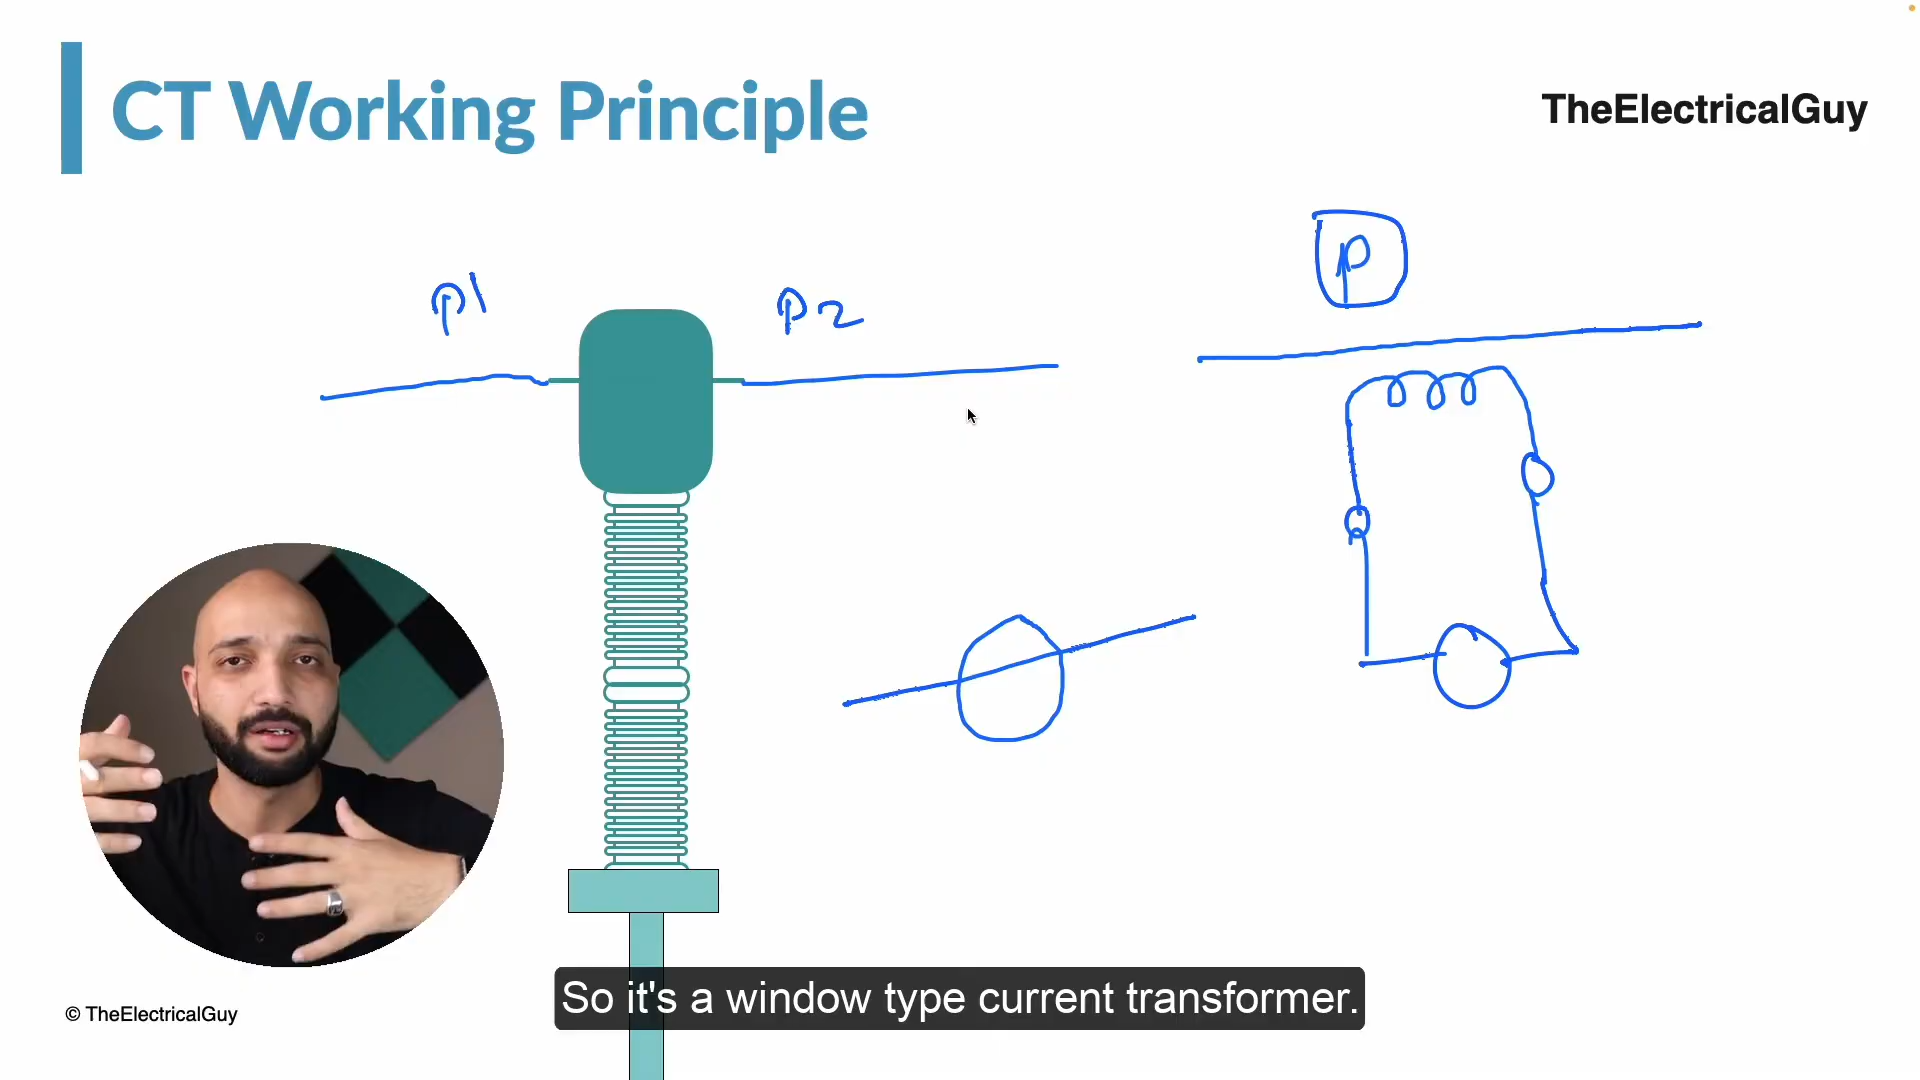 CT Working Principle
TheElectricalGuy
P
P1
P2
So it's a window type current transformer.
© TheElectricalGuy